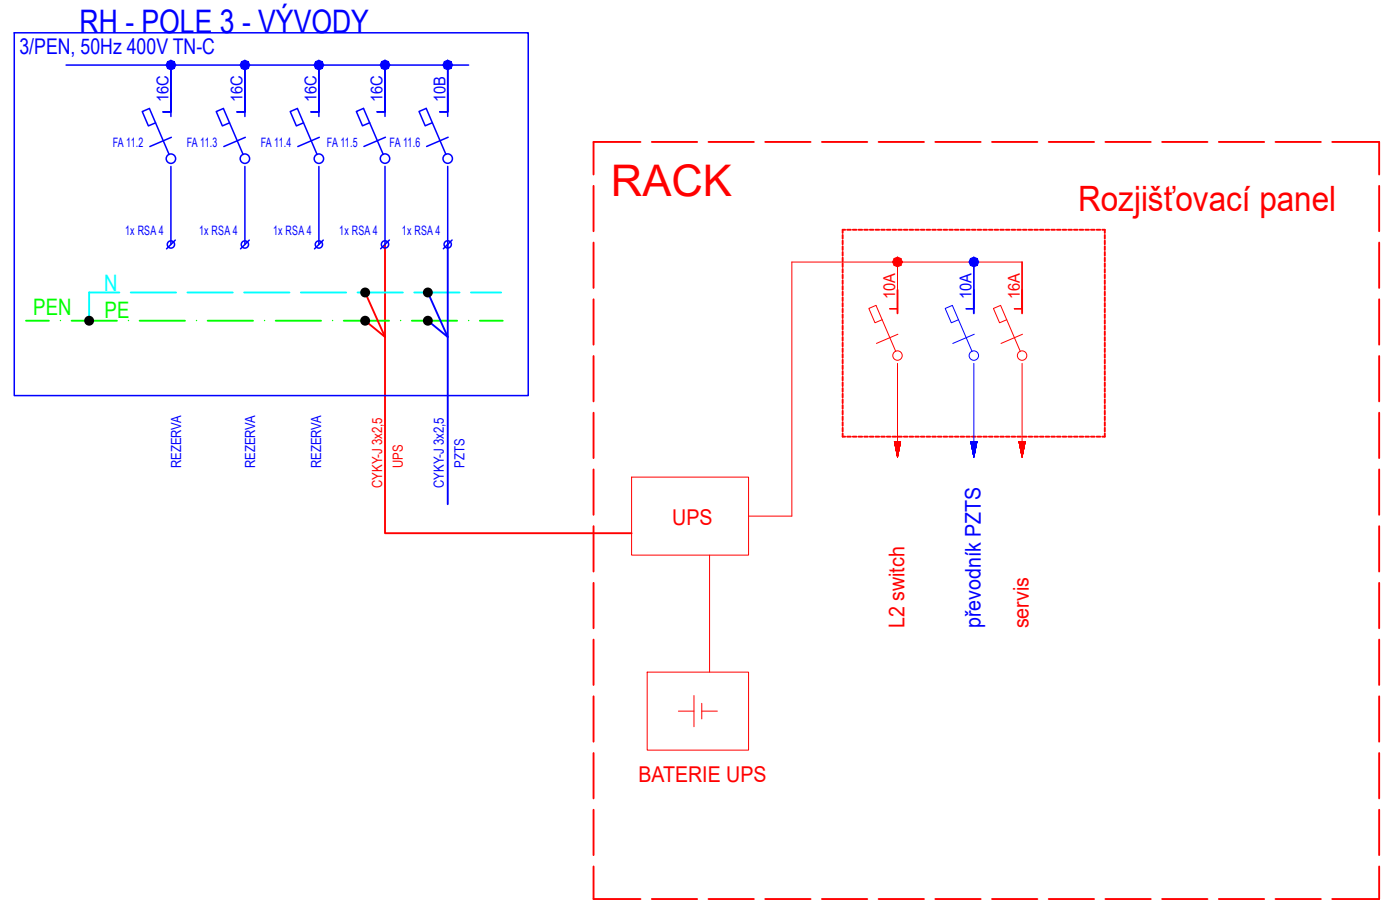 RH - POLE 3 - VÝVODY
3/PEN, 50Hz 400V TN-C
16C
16C
16C
16C
10B
FA 11.2
FA 11.3
FA 11.4
FA 11.5
FA 11.6
1x RSA 4
1x RSA 4
1x RSA 4
1x RSA 4
1x RSA 4
N
PEN
PE
REZERVA
REZERVA
REZERVA
CYKY-J 3x2,5
UPS
CYKY-J 3x2,5
PZTS
RACK
Rozjišťovací panel
10A
10A
16A
L2 switch
převodník PZTS
servis
UPS
BATERIE UPS